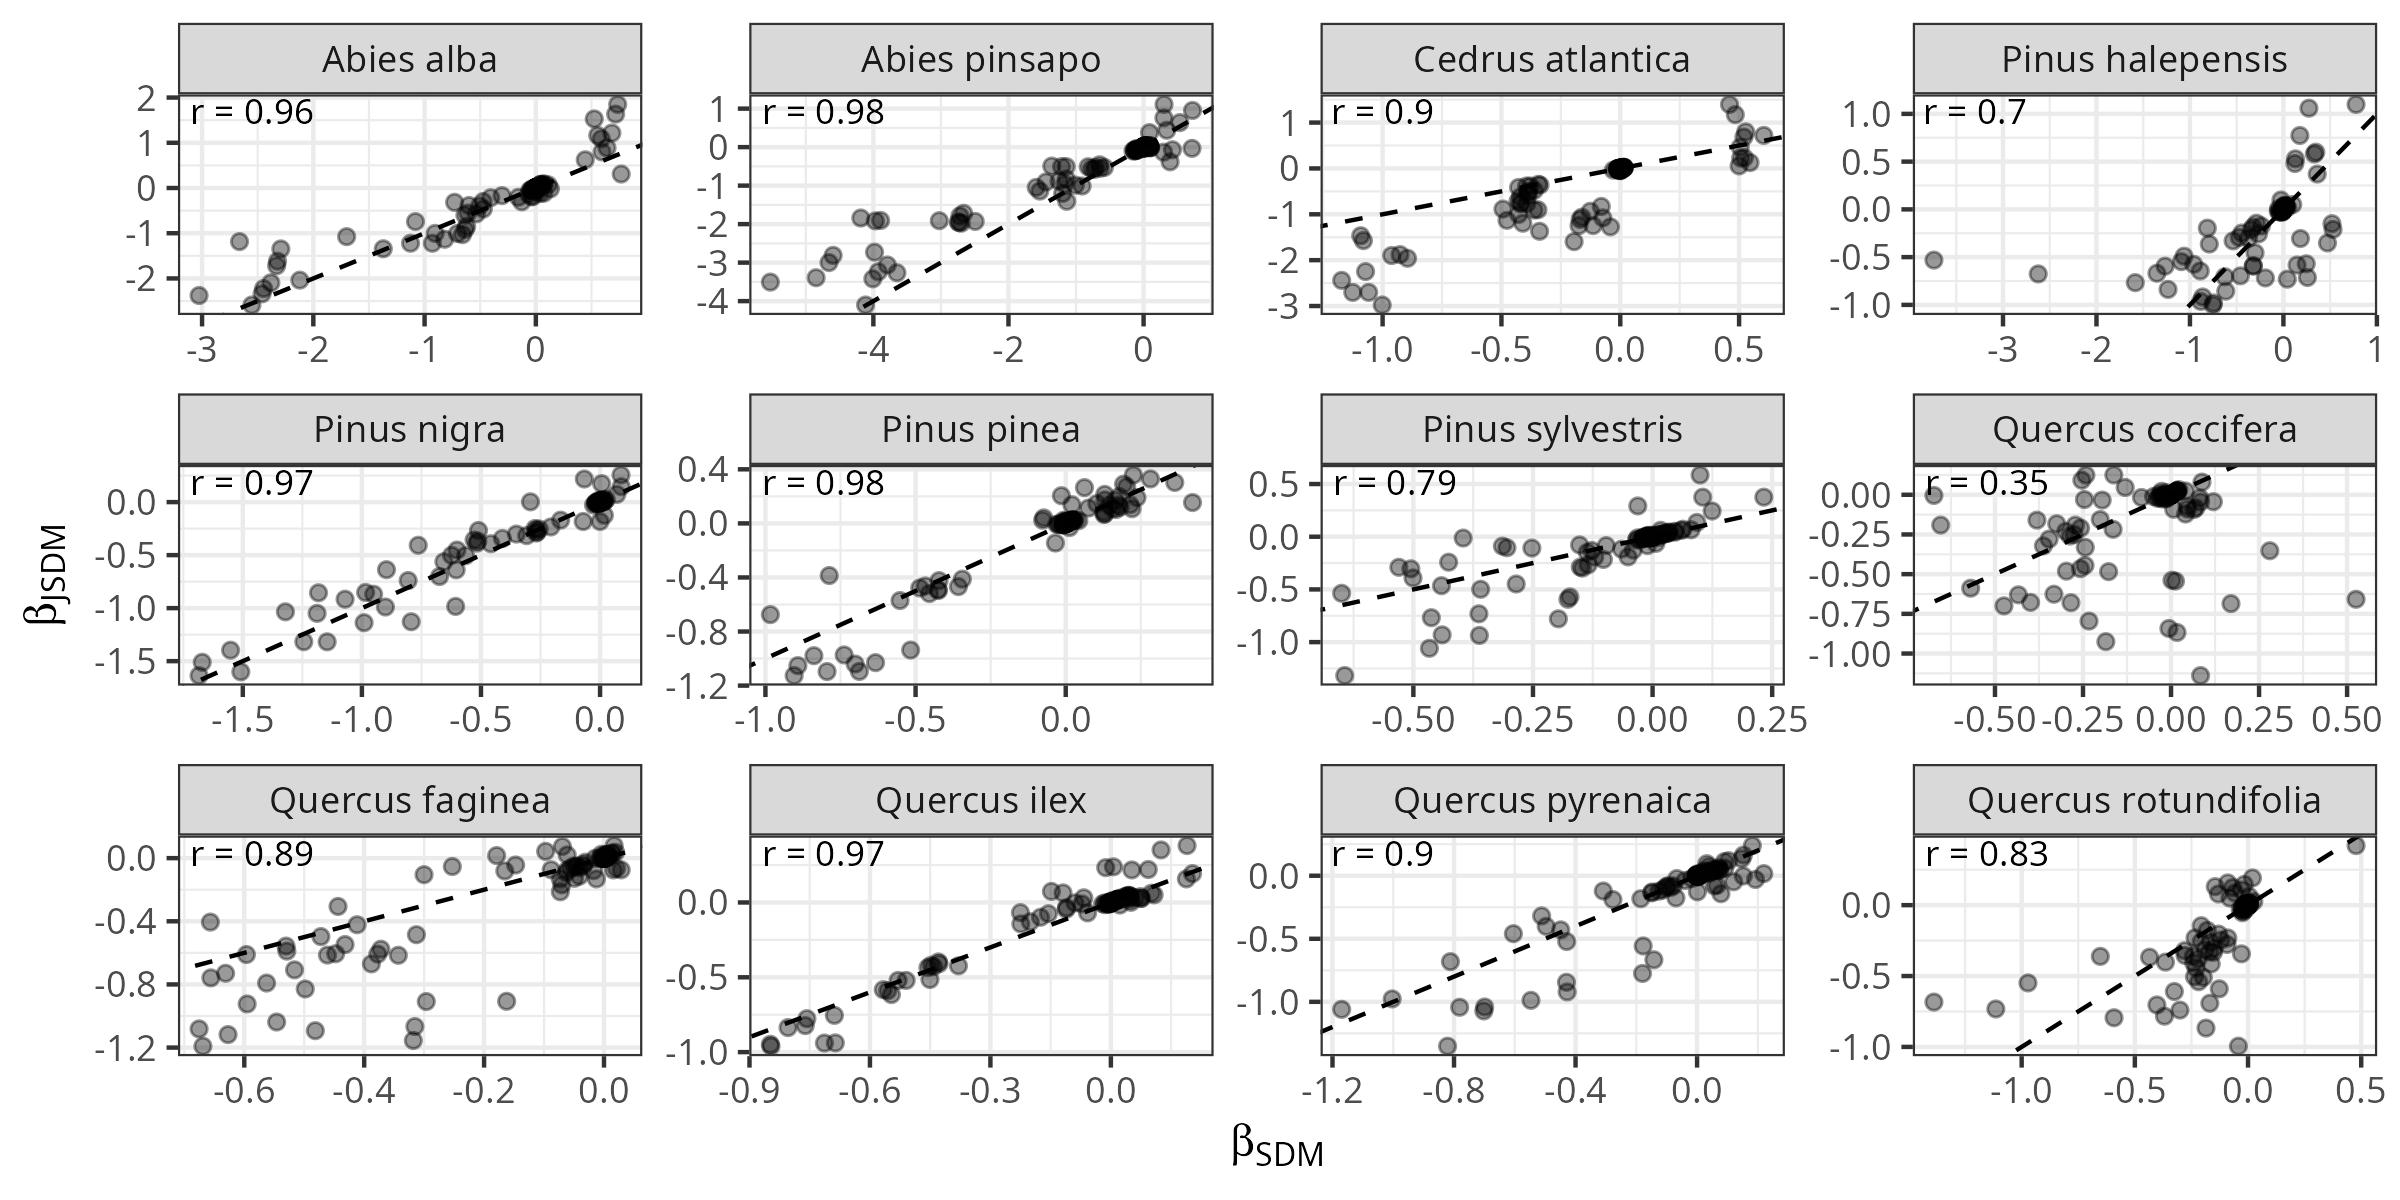 Abies alba
Abies pinsapo
Cedrus atlantica
Pinus halepensis
r = 0.96
r = 0.98
r = 0.9
r = 0.7
2
1
0
-1
-2
-3 -2 -1 0
1
0
-1
-2
-3
-4
-4 -2 0
1
0
-1
-2
-3
-1.0 -0.5 0.0 0.5
1.0
0.5
0.0
-0.5
-1.0
-3 -2 -1 0 1
Pinus nigra
Pinus pinea
Pinus sylvestris
Quercus coccifera
r = 0.97
r = 0.98
r = 0.79
r = 0.35
0.0
-0.5
-1.0
-1.5
-1.5 -1.0 -0.5 0.0
0.4
0.0
-0.4
-0.8
-1.2
-1.0 -0.5 0.0
0.5
0.0
-0.5
-1.0
-0.50 -0.25 0.00 0.25
0.00
-0.25
-0.50
-0.75
-1.00
-0.50 -0.25 0.00 0.25 0.50
Quercus faginea
Quercus ilex
Quercus pyrenaica
Quercus rotundifolia
r = 0.89
r = 0.97
r = 0.9
r = 0.83
0.0
-0.4
-0.8
-1.2
-0.6 -0.4 -0.2 0.0
0.0
-0.5
-1.0
-0.9 -0.6 -0.3 0.0
0.0
-0.5
-1.0
-1.2 -0.8 -0.4 0.0
0.0
-0.5
-1.0
-1.0 -0.5 0.0 0.5
βJSDM
βSDM